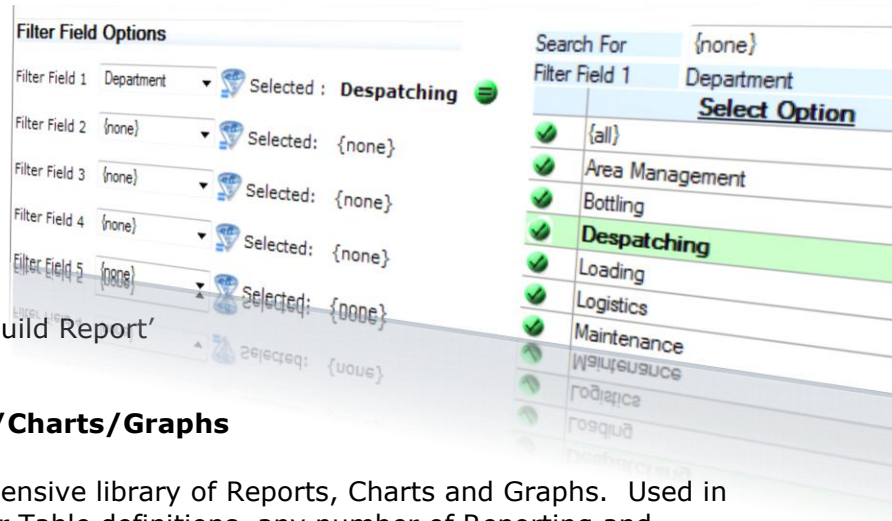 Filter Field Options
Filter Field 1 Department Selected : Despatching
Filter Field 2 {none} Selected: {none}
Filter Field 3 {none} Selected: {none}
Filter Field 4 {none} Selected: {none}
Filter Field 5 {none} Selected: {none}
Search For {none}
Filter Field 1 Department
Select Option
{all}
Area Management
Bottling
Despatching
Loading
Logistics
Maintenance
uild Report’
/Charts/Graphs
ensive library of Reports, Charts and Graphs. Used in
r Table definitions, any number of Reporting and